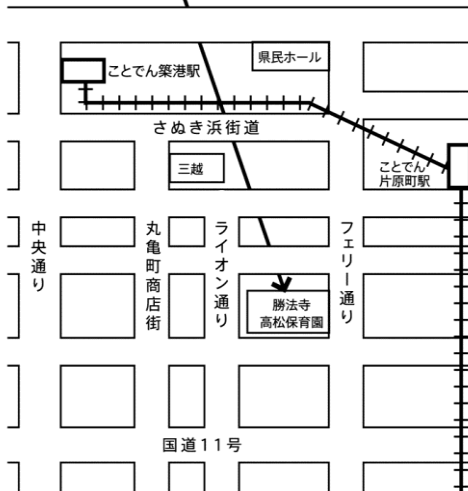 県民ホール
ことでん築港駅
さぬき浜街道
三越
ことでん
片原町駅
中央通り
丸亀町商店街
ライオン通り
フェリー通り
勝法寺
高松保育園
国道11号